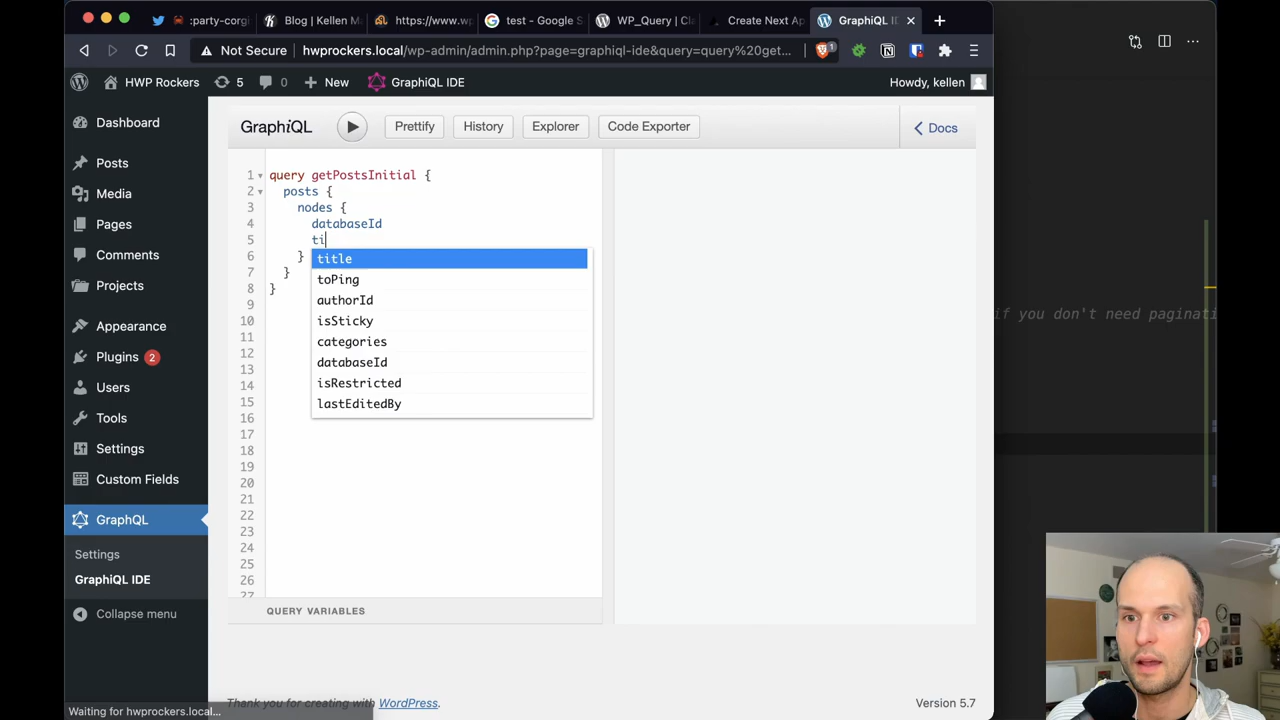 :party-corgi
Blog | Kellen M
https://www.wp
test - Google S
WP_Query | Cla
Create Next Ap
GraphiQL ID
Not Secure
hwprockers.local/wp-admin/admin.php?page=graphiql-ide&query=query%20get...
1
HWP Rockers
5
0
New
GraphiQL IDE
Howdy, kellen
Dashboard
Posts
Media
Pages
Comments
Projects
Appearance
Plugins 2
Users
Tools
Settings
Custom Fields
GraphQL
Settings
GraphiQL IDE
Collapse menu
GraphiQL
Prettify
History
Explorer
Code Exporter
Docs
1 query getPostsInitial {
2 posts {
3 nodes {
4 databaseId
5 ti
6 }
7 }
8 }
9
10
11
12
13
14
15
16
17
18
19
20
21
22
23
24
25
26
27
title
toPing
authorId
isSticky
categories
databaseId
isRestricted
lastEditedBy
QUERY VARIABLES
if you don't need paginati
Thank you for creating with WordPress.
Version 5.7
Waiting for hwprockers.local...